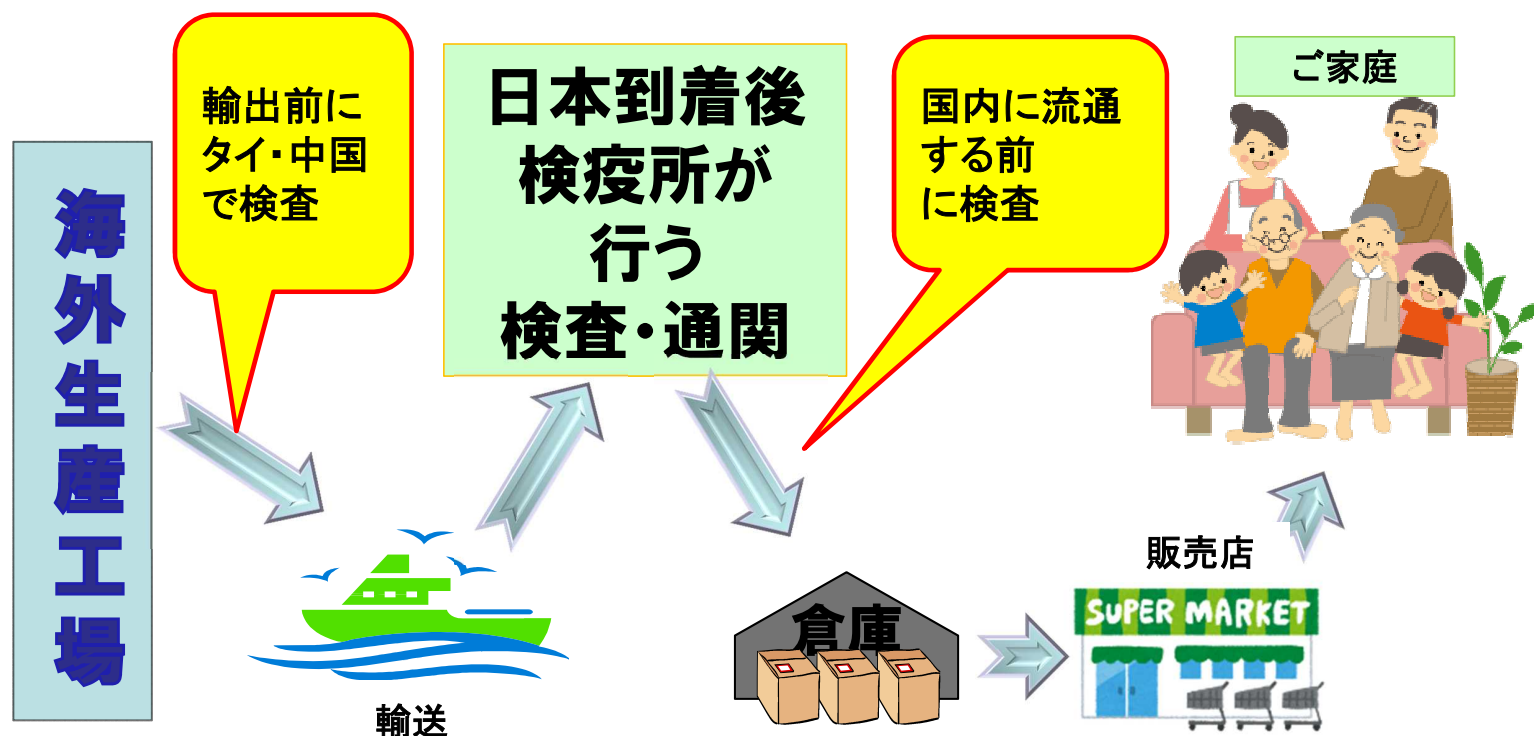 海外生産工場
輸出前に
タイ・中国
で検査
輸送
日本到着後
検疫所が
行う
検査・通関
国内に流通
する前
に検査
倉庫
販売店
SUPER MARKET
ご家庭